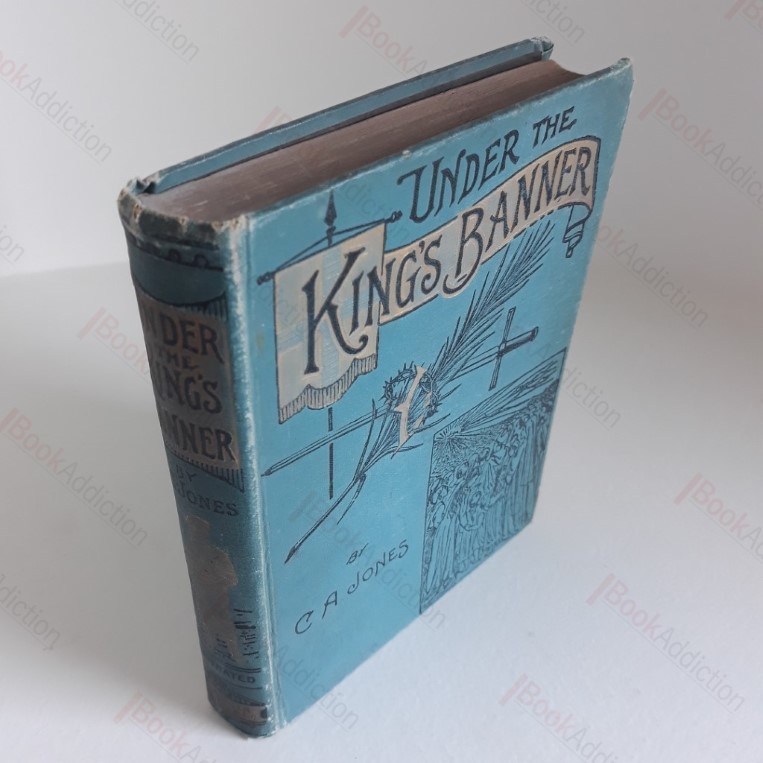 UNDER THE
KING'S BANNER
BY
C A JONES
UNDER
THE
KING'S
BANNER
BY
JONES
BookAddiction